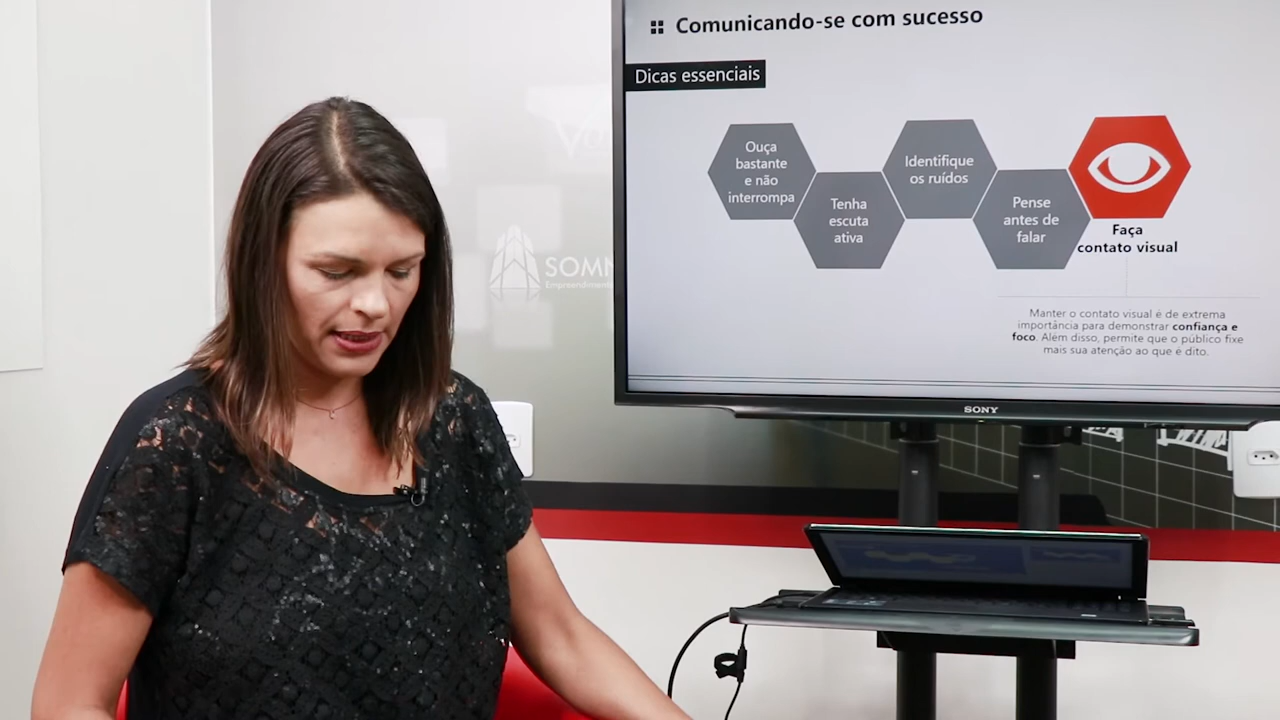 Comunicando-se com sucesso
Dicas essenciais
Ouça
bastante
e não
interrompa
Tenha
escuta
ativa
Identifique
os ruídos
Pense
antes de
falar
Faça
contato visual
Manter o contato visual é de extrema
importância para demonstrar confiança e
foco. Além disso, permite que o público fixe
mais sua atenção ao que é dito.
SONY
SOMN
Empreendimento